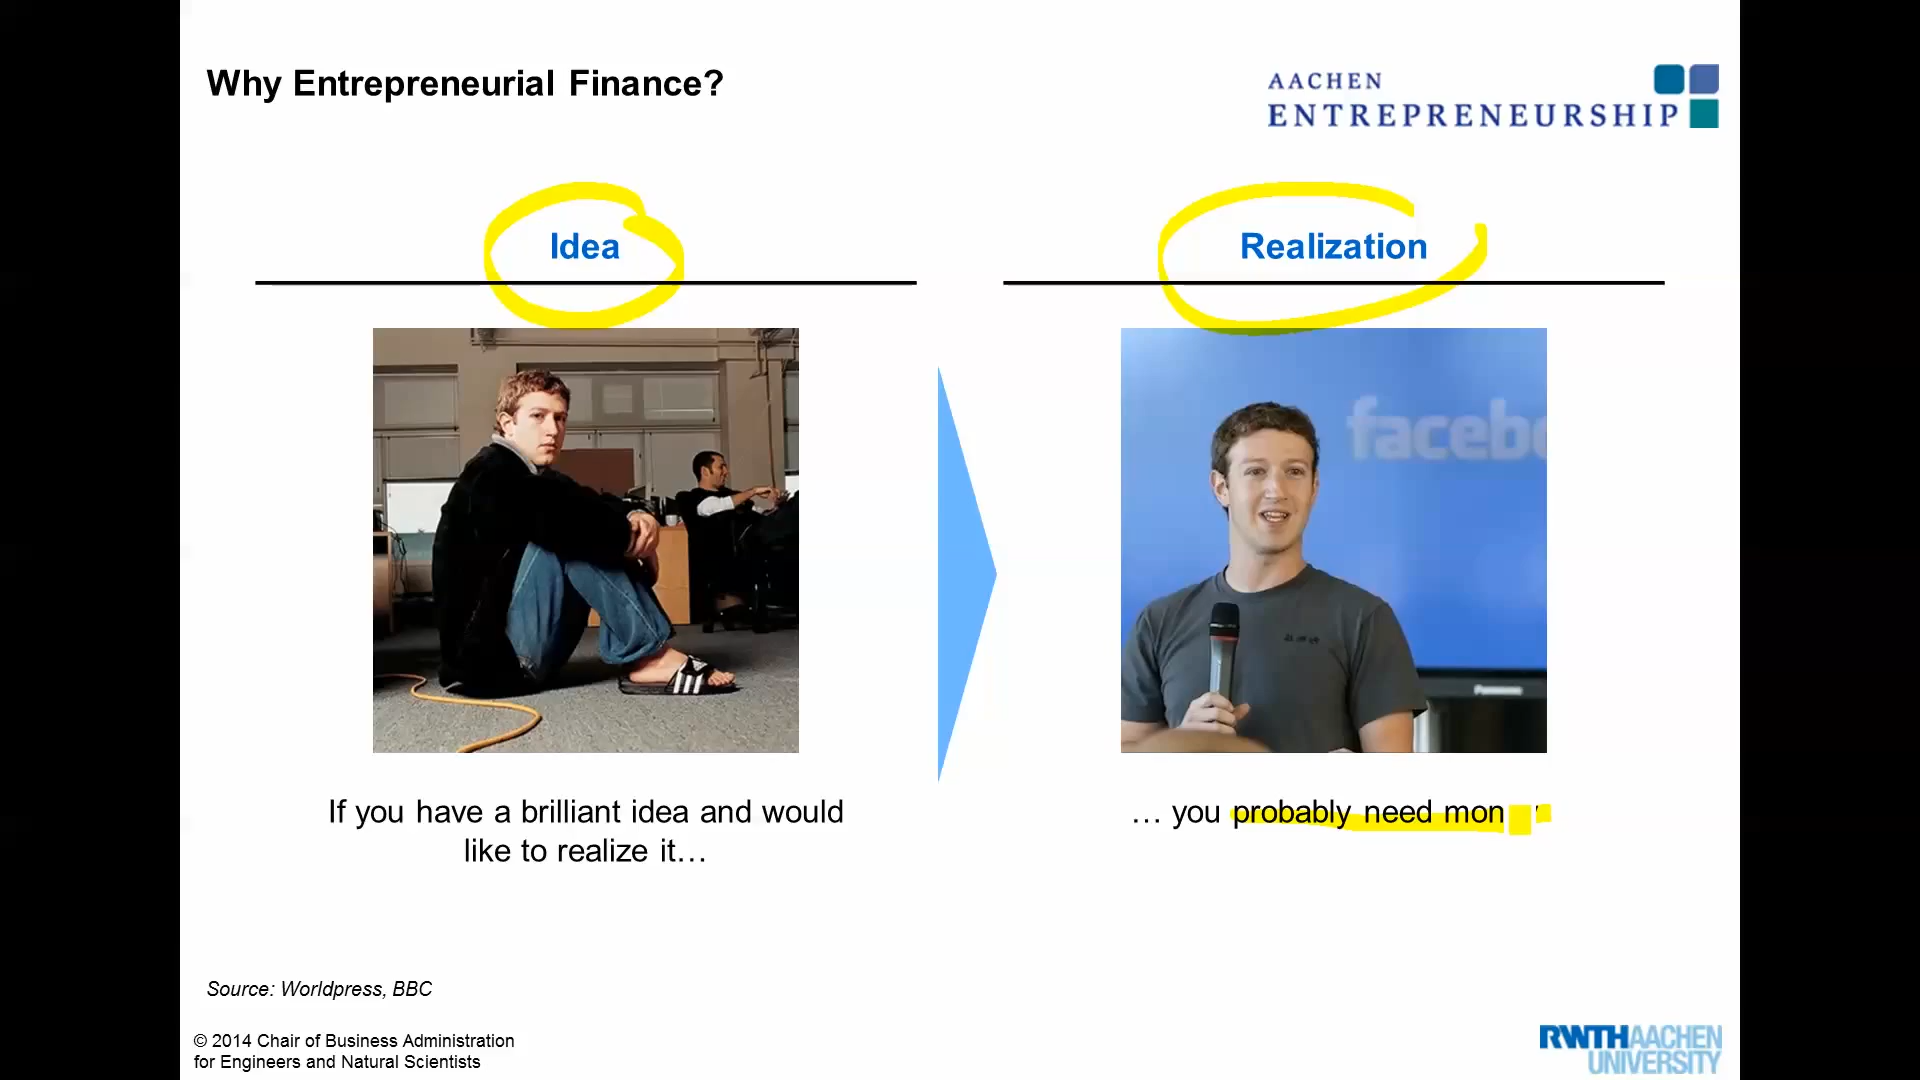 Why Entrepreneurial Finance?
AACHEN
ENTREPRENEURSHIP
Idea
Realization
facebo
Panasonic
If you have a brilliant idea and would
like to realize it…
… you probably need mon
Source: Worldpress, BBC
© 2014 Chair of Business Administration
for Engineers and Natural Scientists
RWTHAACHEN
UNIVERSITY